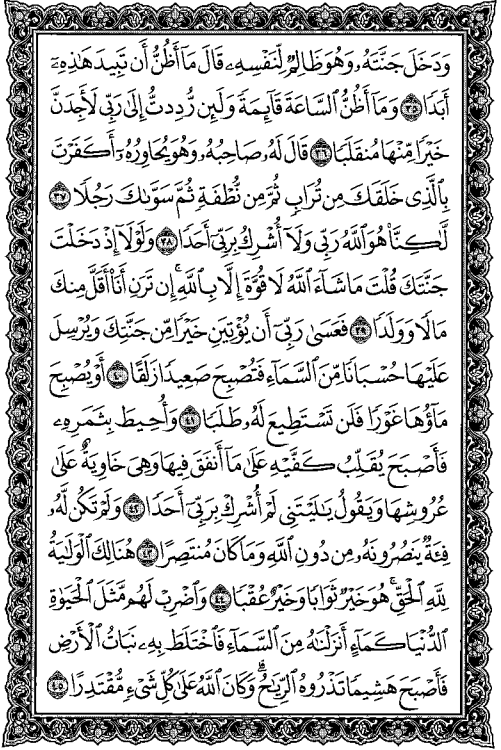 وَدَخَلَ جَنَّتَهُۥ وَهُوَ ظَالِمٌ لِّنَفْسِهِۦ قَالَ مَآ أَظُنُّ أَن تَبِيدَ هَٰذِهِۦٓ
أَبَدًا ٣٥ وَمَآ أَظُنُّ ٱلسَّاعَةَ قَآئِمَةً وَلَئِن رُّدِدتُّ إِلَىٰ رَبِّى لَأَجِدَنَّ
خَيْرًا مِّنْهَا مُنقَلَبًا ٣٦ قَالَ لَهُۥ صَاحِبُهُۥ وَهُوَ يُحَاوِرُهُۥٓ أَكَفَرْتَ
بِٱلَّذِى خَلَقَكَ مِن تُرَابٍ ثُمَّ مِن نُّطْفَةٍ ثُمَّ سَوَّىٰكَ رَجُلًا ٣٧
لَّٰكِنَّا۠ هُوَ ٱللَّهُ رَبِّى وَلَآ أُشْرِكُ بِرَبِّىٓ أَحَدًا ٣٨ وَلَوْلَآ إِذْ دَخَلْتَ
جَنَّتَكَ قُلْتَ مَا شَآءَ ٱللَّهُ لَا قُوَّةَ إِلَّا بِٱللَّهِ ۚ إِن تَرَنِ أَنَا۠ أَقَلَّ مِنكَ
مَالًا وَوَلَدًا ٣٩ فَعَسَىٰ رَبِّىٓ أَن يُؤْتِيَنِ خَيْرًا مِّن جَنَّتِكَ وَيُرْسِلَ
عَلَيْهَا حُسْبَانًا مِّنَ ٱلسَّمَآءِ فَتُصْبِحَ صَعِيدًا زَلَقًا ٤٠ أَوْ يُصْبِحَ
مَآؤُهَا غَوْرًا فَلَن تَسْتَطِيعَ لَهُۥ طَلَبًا ٤١ وَأُحِيطَ بِثَمَرِهِۦ
فَأَصْبَحَ يُقَلِّبُ كَفَّيْهِ عَلَىٰ مَآ أَنفَقَ فِيهَا وَهِىَ خَاوِيَةٌ عَلَىٰ
عُرُوشِهَا وَيَقُولُ يَٰلَيْتَنِى لَمْ أُشْرِكْ بِرَبِّىٓ أَحَدًا ٤٢ وَلَمْ تَكُن لَّهُۥ
فِئَةٌ يَنصُرُونَهُۥ مِن دُونِ ٱللَّهِ وَمَا كَانَ مُنتَصِرًا ٤٣ هُنَالِكَ ٱلْوَلَٰيَةُ
لِلَّهِ ٱلْحَقِّ ۚ هُوَ خَيْرٌ ثَوَابًا وَخَيْرٌ عُقْبًا ٤٤ وَٱضْرِبْ لَهُم مَّثَلَ ٱلْحَيَوٰةِ
ٱلدُّنْيَا كَمَآءٍ أَنزَلْنَٰهُ مِنَ ٱلسَّمَآءِ فَٱخْتَلَطَ بِهِۦ نَبَاتُ ٱلْأَرْضِ
فَأَصْبَحَ هَشِيمًا تَذْرُوهُ ٱلرِّيَٰحُ ۗ وَكَانَ ٱللَّهُ عَلَىٰ كُلِّ شَىْءٍ مُّقْتَدِرًا ٤٥